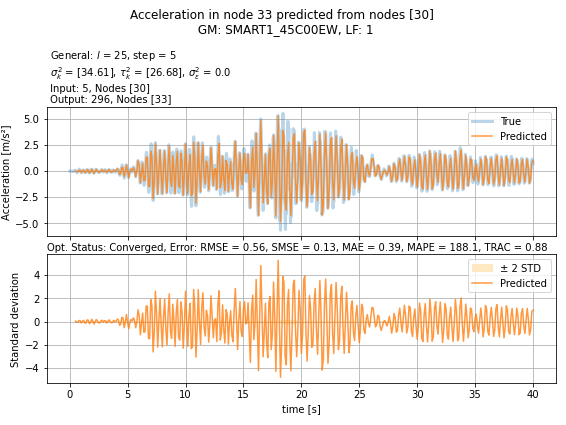 Acceleration in node 33 predicted from nodes [30]
GM: SMART1_45C00EW, LF: 1
General: l = 25, step = 5
σ²ₖ = [34.61], τ²ₖ = [26.68], σ²ε = 0.0
Input: 5, Nodes [30]
Output: 296, Nodes [33]
Acceleration [m/s²]
5.0
2.5
0.0
−2.5
−5.0
True
Predicted
Opt. Status: Converged, Error: RMSE = 0.56, SMSE = 0.13, MAE = 0.39, MAPE = 188.1, TRAC = 0.88
Standard deviation
4
2
0
−2
−4
± 2 STD
Predicted
0 5 10 15 20 25 30 35 40
time [s]